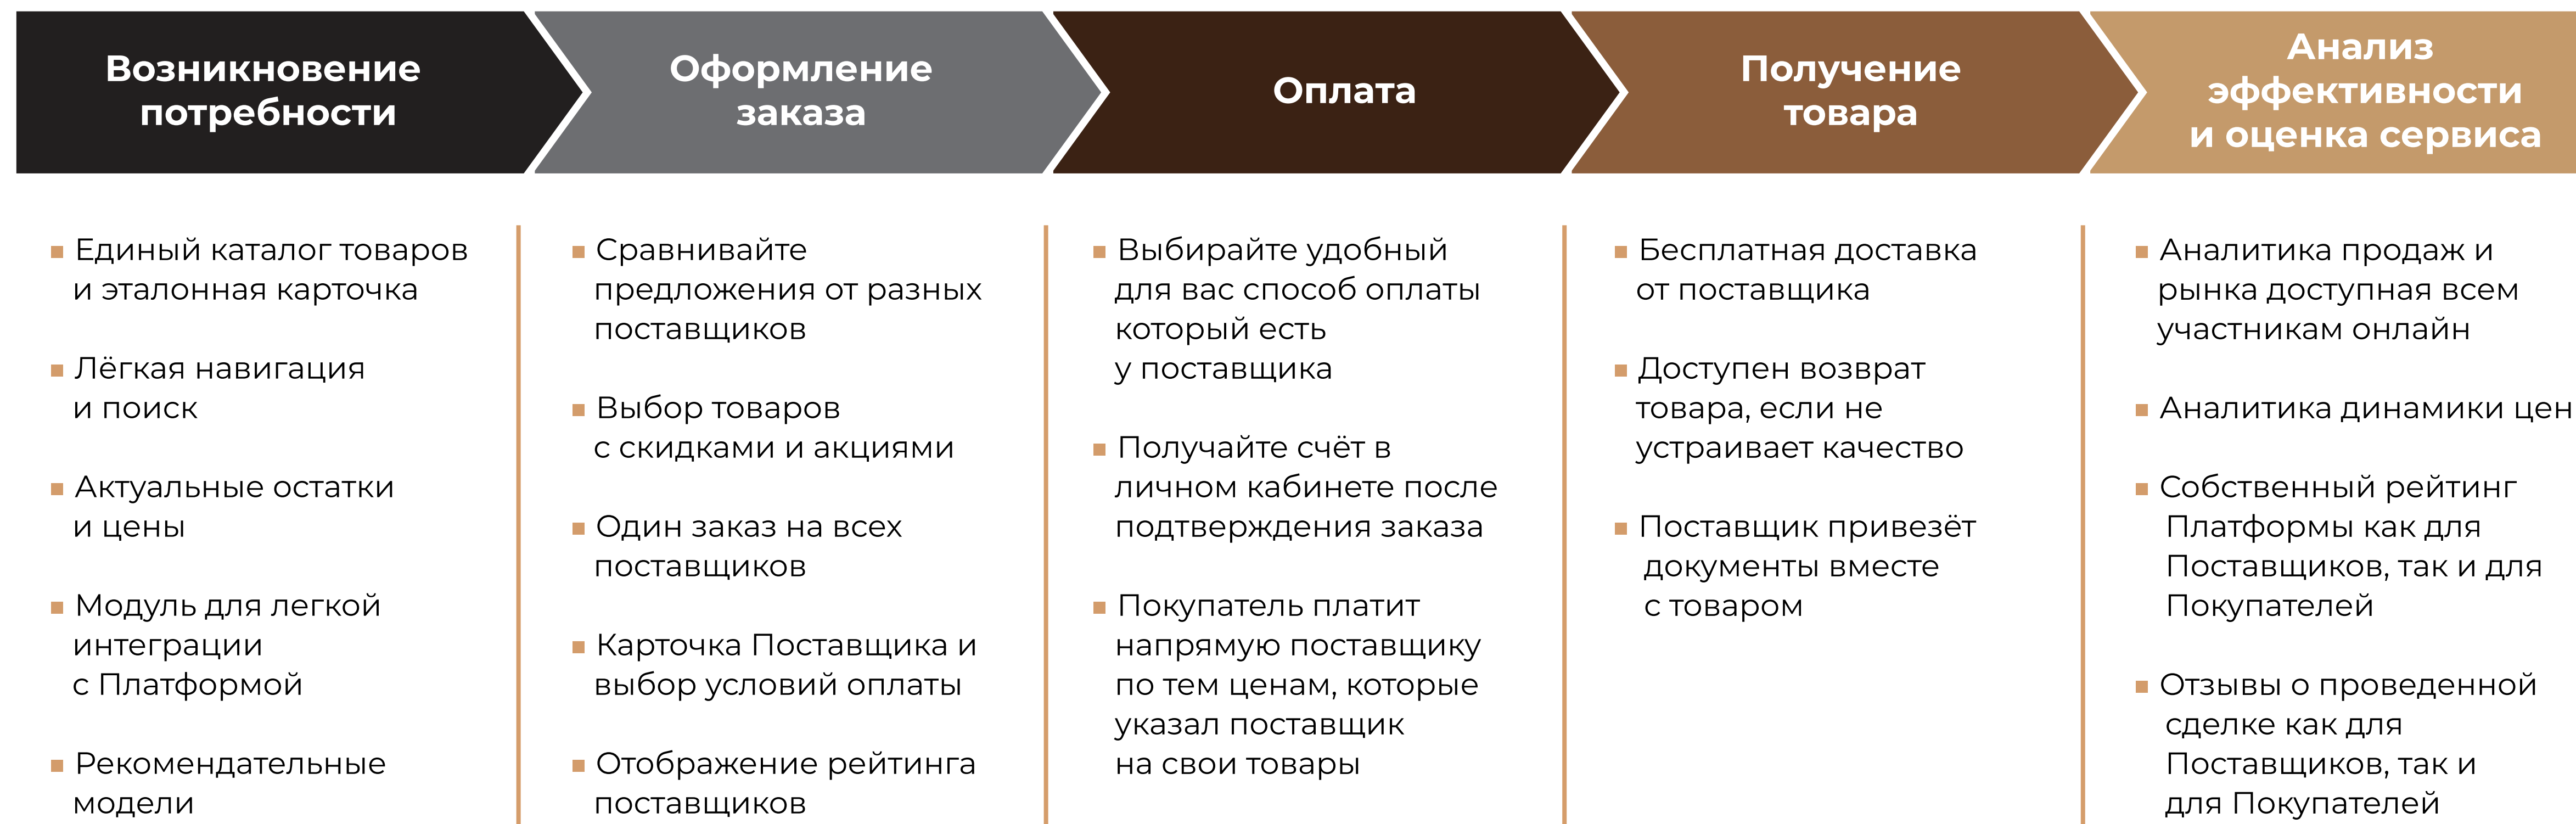 Возникновение
потребности
Оформление
заказа
Оплата
Получение
товара
Анализ
эффективности
и оценка сервиса
Единый каталог товаров
и эталонная карточка
Лёгкая навигация
и поиск
Актуальные остатки
и цены
Модуль для легкой
интеграции
с Платформой
Рекомендательные
модели
Сравнивайте
предложения от разных
поставщиков
Выбор товаров
с скидками и акциями
Один заказ на всех
поставщиков
Карточка Поставщика и
выбор условий оплаты
Отображение рейтинга
поставщиков
Выбирайте удобный
для вас способ оплаты
который есть
у поставщика
Получайте счёт в
личном кабинете после
подтверждения заказа
Покупатель платит
напрямую поставщику
по тем ценам, которые
указал поставщик
на свои товары
Бесплатная доставка
от поставщика
Доступен возврат
товара, если не
устраивает качество
Поставщик привезёт
документы вместе
с товаром
Аналитика продаж и
рынка доступная всем
участникам онлайн
Аналитика динамики цен
Собственный рейтинг
Платформы как для
Поставщиков, так и для
Покупателей
Отзывы о проведенной
сделке как для
Поставщиков, так и
для Покупателей